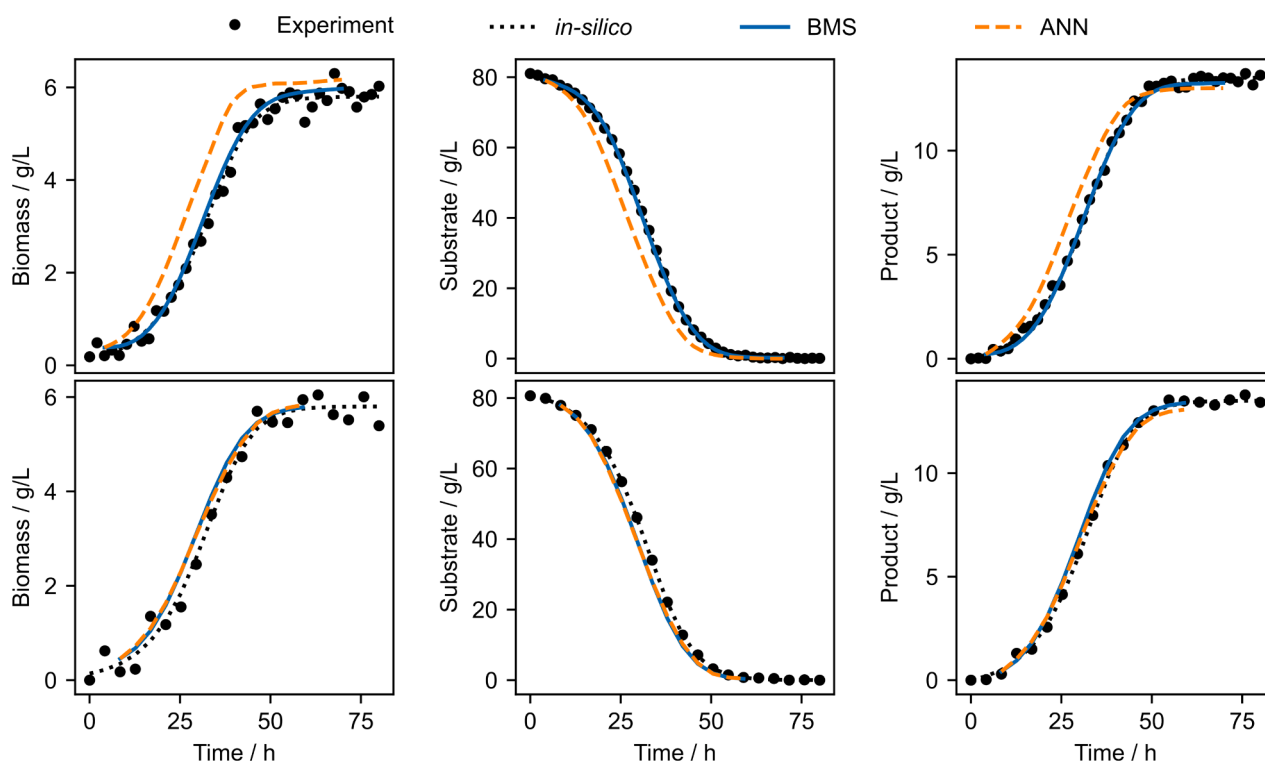 Experiment in-silico BMS ANN
Biomass / g/L
0
2
4
6
Substrate / g/L
0
20
40
60
80
Product / g/L
0
5
10
Biomass / g/L
0
2
4
6
Substrate / g/L
0
20
40
60
80
Product / g/L
0
5
10
0 25 50 75
Time / h
0 25 50 75
Time / h
0 25 50 75
Time / h